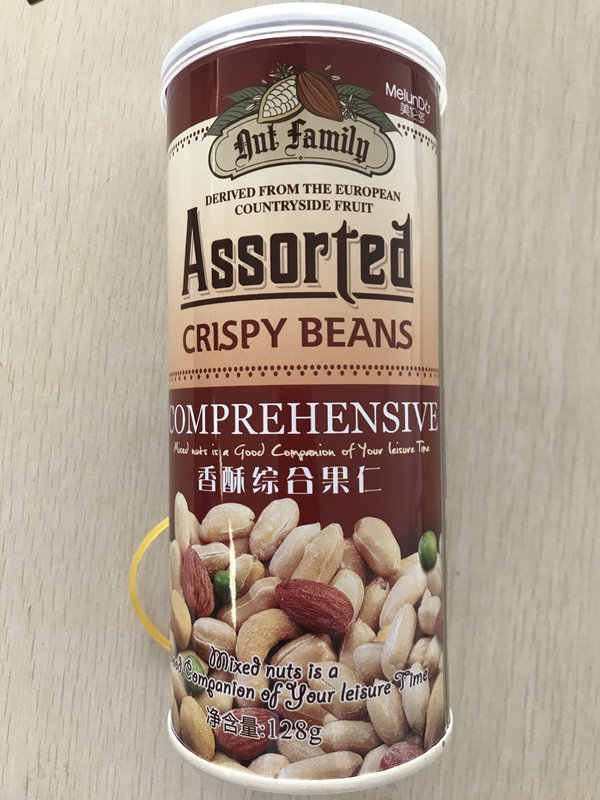 MelunDo
美伦多
Nut Family
DERIVED FROM THE EUROPEAN
COUNTRYSIDE FRUIT
Assorted
CRISPY BEANS
COMPREHENSIVE
Mixed nuts is a Good Companion of Your leisure Time
香酥综合果仁
Mixed nuts is a
Good Companion of Your leisure Time
净含量:128g